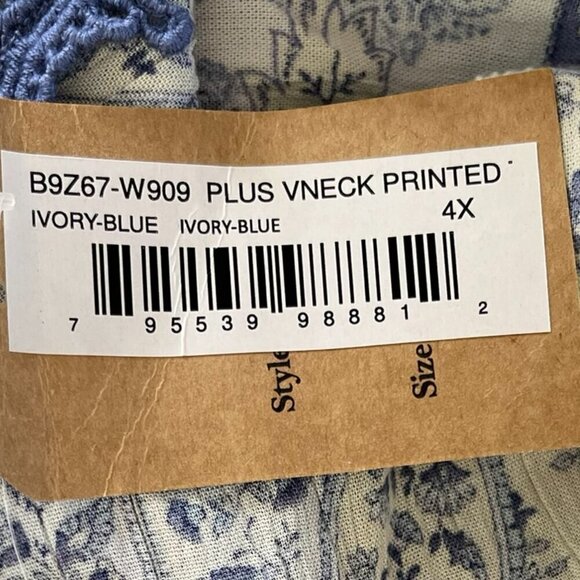 B9Z67-W909 PLUS VNECK PRINTED
IVORY-BLUE IVORY-BLUE 4X
7 95539 98881 2
Style
Size